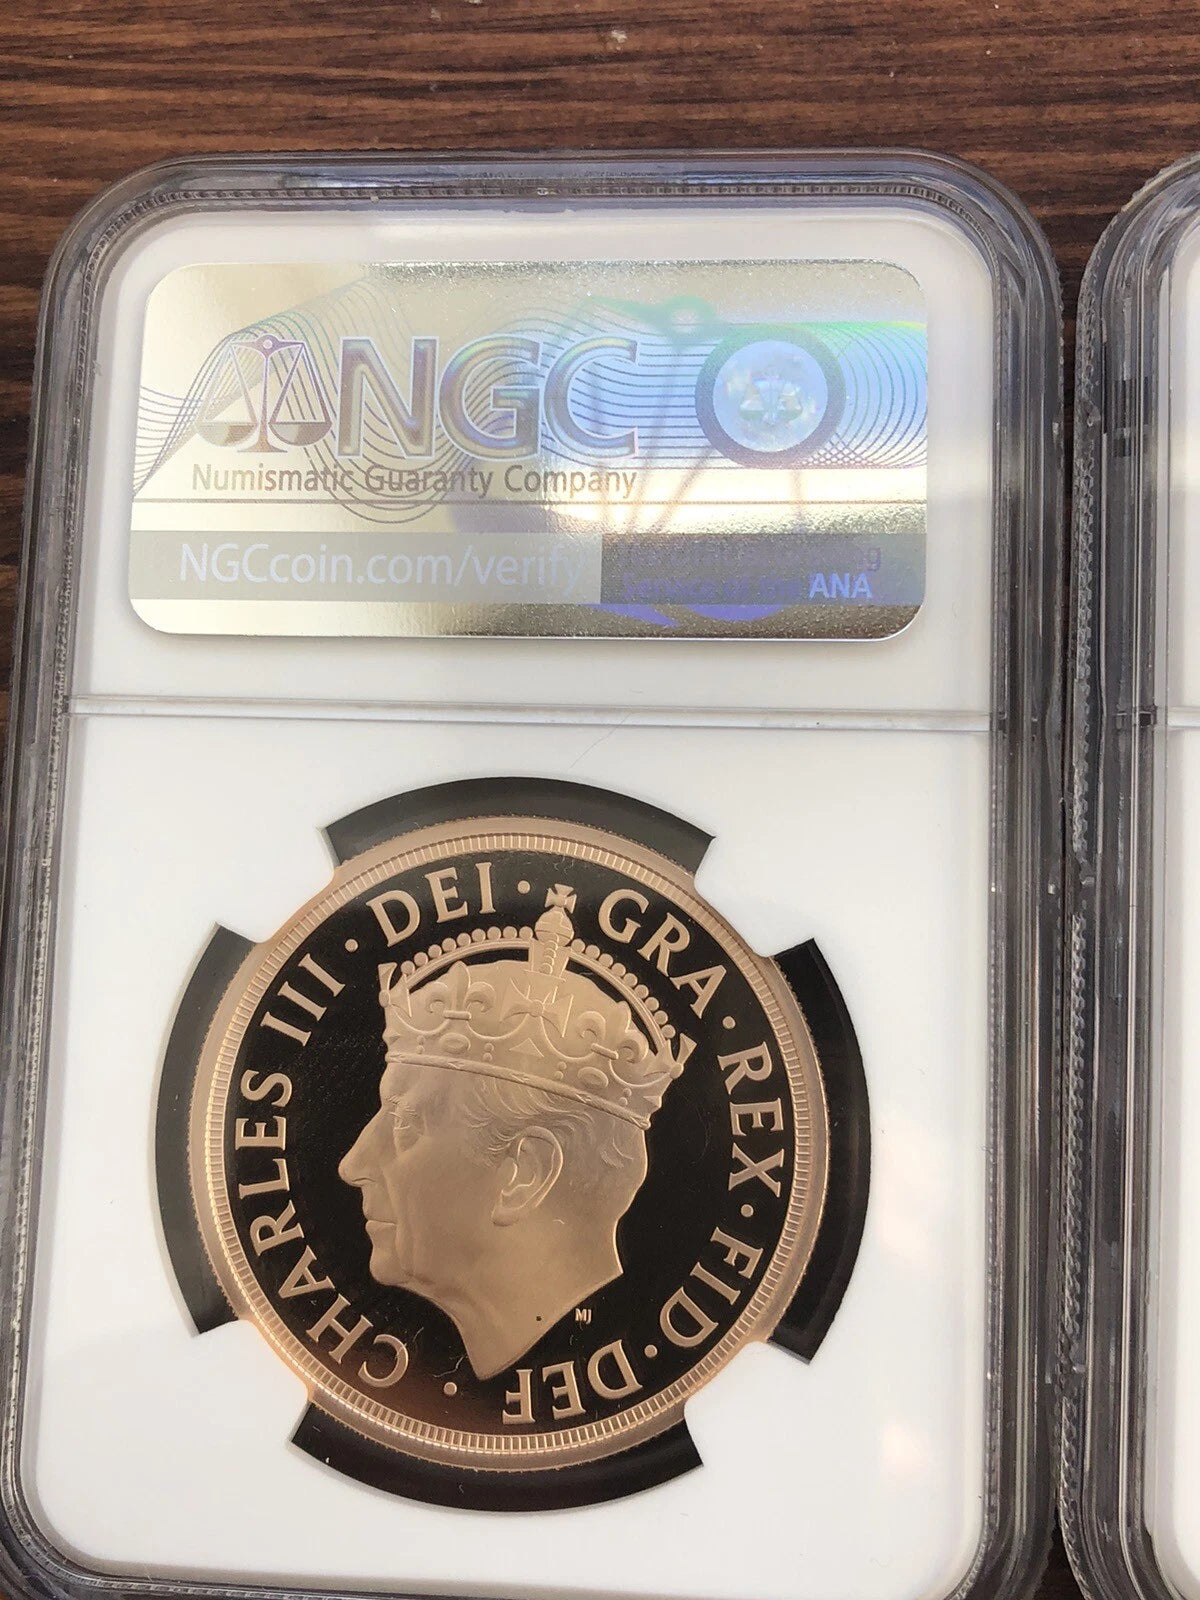 NGC
Numismatic Guaranty Company
NGCcoin.com/verify
ANA
CHARLES III · DEI · GRA · REX · FID · DEF ·
MJ